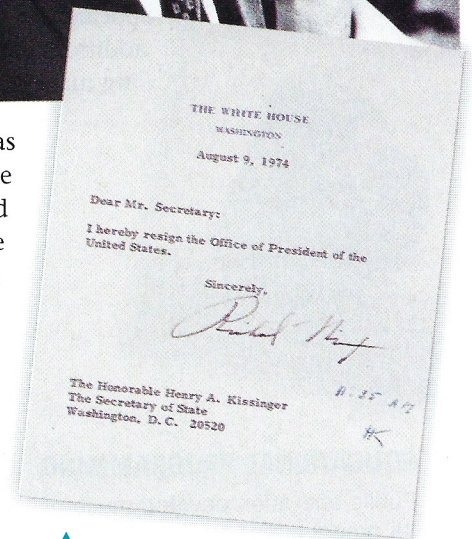 as
e
d
e
THE WHITE HOUSE
WASHINGTON
August 9, 1974
Dear Mr. Secretary:
I hereby resign the Office of President of the
United States.
Sincerely,
The Honorable Henry A. Kissinger
The Secretary of State
Washington, D. C. 20520
11:35 AM
HK